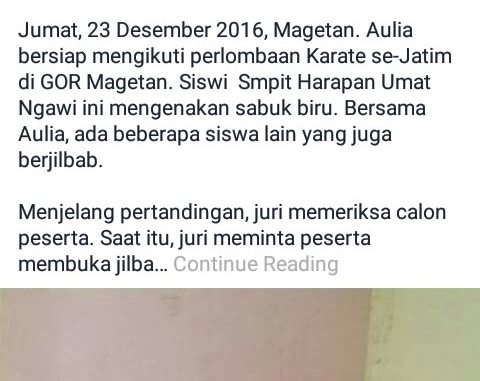 Jumat, 23 Desember 2016, Magetan. Aulia
bersiap mengikuti perlombaan Karate se-Jatim
di GOR Magetan. Siswi  Smpit Harapan Umat
Ngawi ini mengenakan sabuk biru. Bersama
Aulia, ada beberapa siswa lain yang juga
berjilbab.
Menjelang pertandingan, juri memeriksa calon
peserta. Saat itu, juri meminta peserta
membuka jilba... Continue Reading